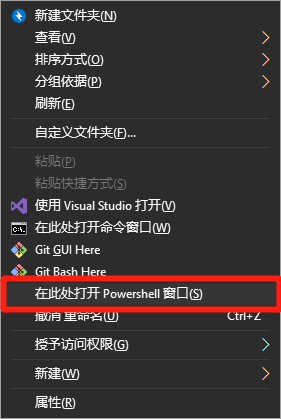 新建文件夹(N)
查看(V)
排序方式(O)
分组依据(P)
刷新(E)
自定义文件夹(F)...
粘贴(P)
粘贴快捷方式(S)
使用 Visual Studio 打开(V)
在此处打开命令窗口(W)
Git GUI Here
Git Bash Here
在此处打开 Powershell 窗口(S)
撤消 重命名(U) Ctrl+Z
授予访问权限(G)
新建(W)
属性(R)